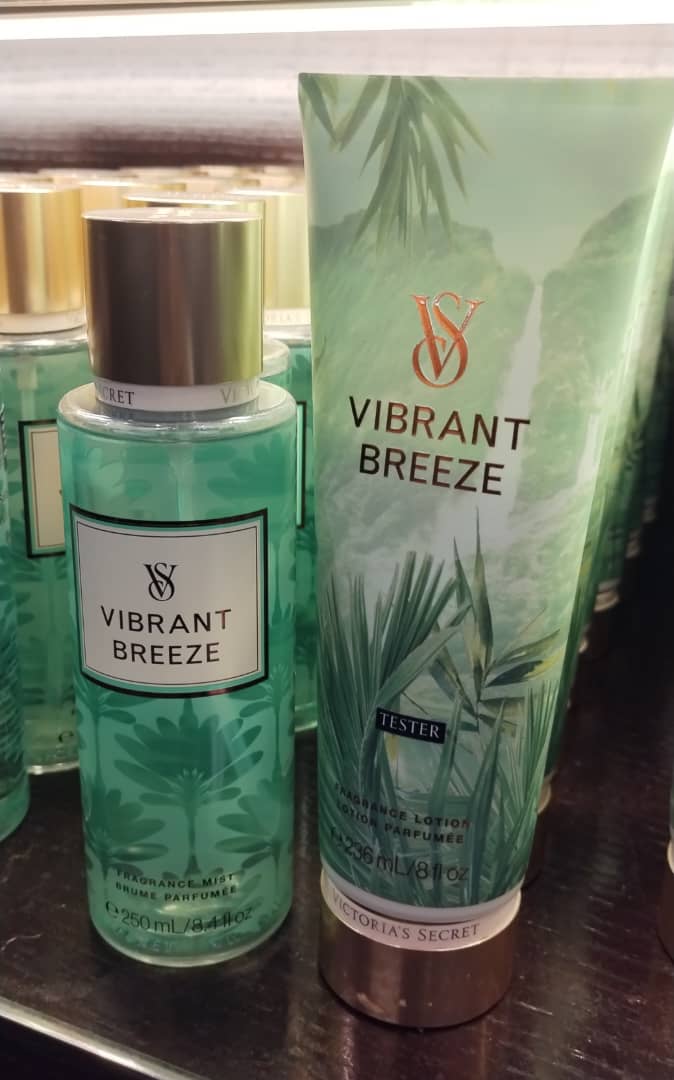 VS
VIBRANT
BREEZE
TESTER
FRAGRANCE LOTION
LOTION PARFUMÉE
236 mL/8 fl oz
VICTORIA'S SECRET
CRET
VS
VIBRANT
BREEZE
FRAGRANCE MIST
BRUME PARFUMÉE
e 250 mL/8.4 fl oz